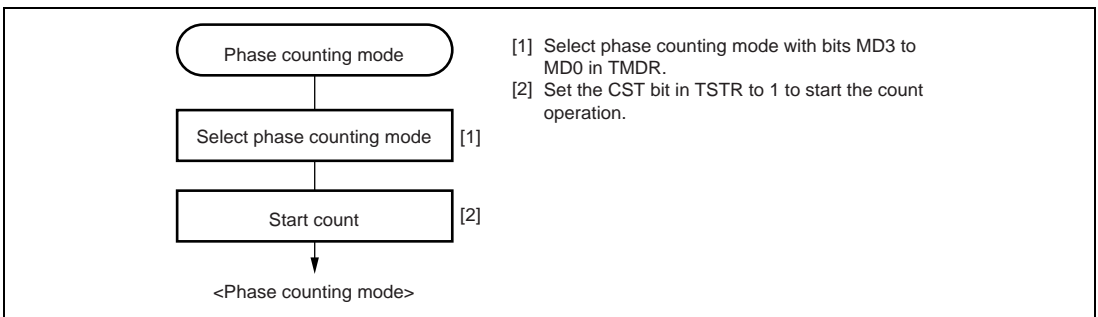 Phase counting mode
Select phase counting mode
[1]
Start count
[2]
<Phase counting mode>
[1] Select phase counting mode with bits MD3 to
MD0 in TMDR.
[2] Set the CST bit in TSTR to 1 to start the count
operation.